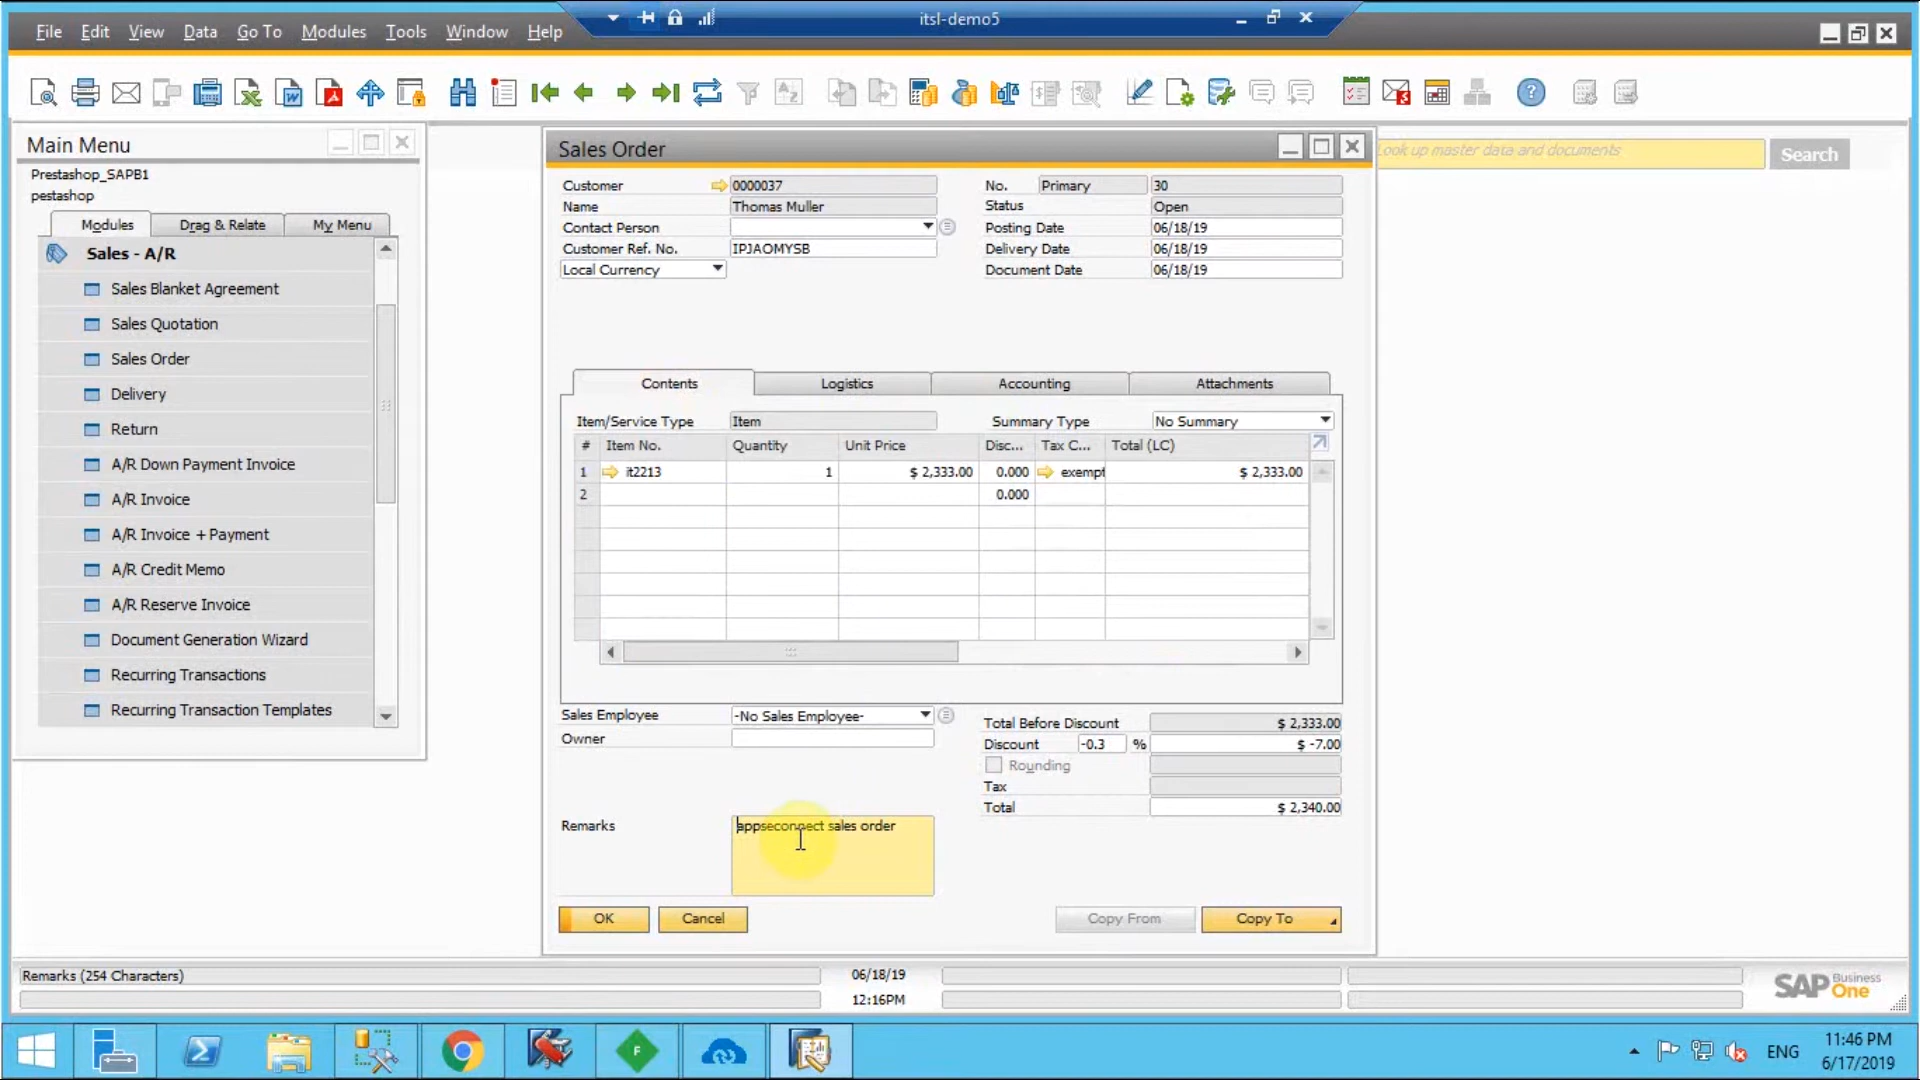 itsl-demo5
File Edit View Data Go To Modules Tools Window Help
Main Menu
Prestashop_SAPB1
pestashop
Modules Drag & Relate My Menu
Sales - A/R
Sales Blanket Agreement
Sales Quotation
Sales Order
Delivery
Return
A/R Down Payment Invoice
A/R Invoice
A/R Invoice + Payment
A/R Credit Memo
A/R Reserve Invoice
Document Generation Wizard
Recurring Transactions
Recurring Transaction Templates
Look up master data and documents Search
Sales Order
Customer 0000037 No. Primary 30
Name Thomas Muller Status Open
Contact Person Posting Date 06/18/19
Customer Ref. No. IPJAOMYSB Delivery Date 06/18/19
Local Currency Document Date 06/18/19
Contents Logistics Accounting Attachments
Item/Service Type Item Summary Type No Summary
# Item No. Quantity Unit Price Disc... Tax C... Total (LC)
1 it2213 1 $ 2,333.00 0.000 exempt $ 2,333.00
2 0.000
Sales Employee -No Sales Employee- Total Before Discount $ 2,333.00
Owner Discount -0.3 % $ -7.00
Rounding
Tax
Total $ 2,340.00
Remarks appseconnect sales order
OK Cancel Copy From Copy To
Remarks (254 Characters) 06/18/19
12:16PM
SAP Business One
ENG 11:46 PM
6/17/2019